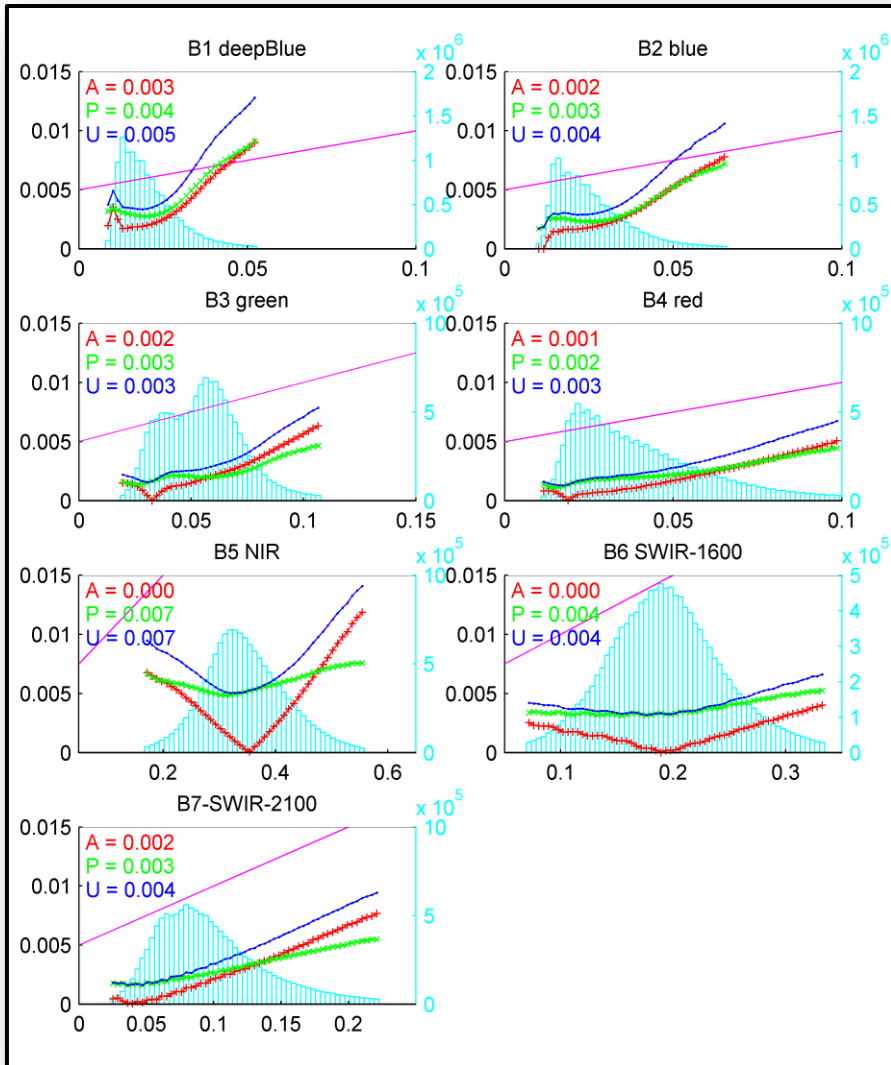 B1 deepBlue
x 10^6
0.015
0.01
0.005
0
A = 0.003
P = 0.004
U = 0.005
2
1.5
1
0.5
0
0 0.05 0.1
B2 blue
x 10^6
0.015
0.01
0.005
0
A = 0.002
P = 0.003
U = 0.004
2
1.5
1
0.5
0
0 0.05 0.1
B3 green
x 10^5
0.015
0.01
0.005
0
A = 0.002
P = 0.003
U = 0.003
10
5
0
0 0.05 0.1 0.15
B4 red
x 10^5
0.015
0.01
0.005
0
A = 0.001
P = 0.002
U = 0.003
10
5
0
0 0.05 0.1
B5 NIR
x 10^5
0.015
0.01
0.005
0
A = 0.000
P = 0.007
U = 0.007
10
5
0
0.2 0.4 0.6
B6 SWIR-1600
x 10^5
0.015
0.01
0.005
0
A = 0.000
P = 0.004
U = 0.004
5
4
3
2
1
0
0.1 0.2 0.3
B7-SWIR-2100
x 10^5
0.015
0.01
0.005
0
A = 0.002
P = 0.003
U = 0.004
10
5
0
0 0.05 0.1 0.15 0.2